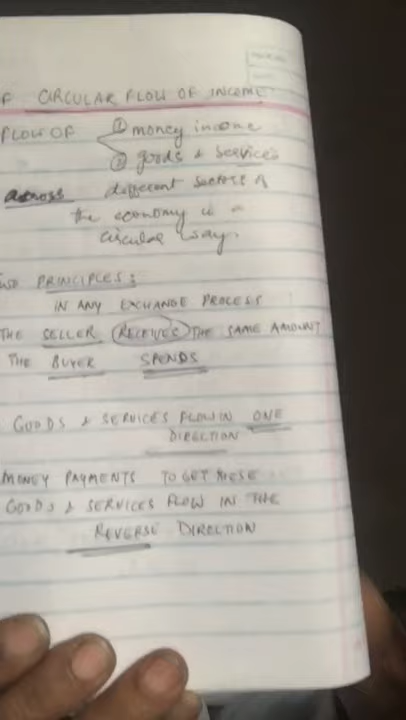 F CIRCULAR FLOW OF INCOME
FLOW OF ① money income
② goods & services
across different sectors of
the economy in a
circular way.
PRINCIPLES:
IN ANY EXCHANGE PROCESS
THE SELLER RECEIVES THE SAME AMOUNT
THE BUYER SPENDS
GOODS & SERVICES FLOW IN ONE
DIRECTION
MONEY PAYMENTS TO GET THESE
GOODS & SERVICES FLOW IN THE
REVERSE DIRECTION